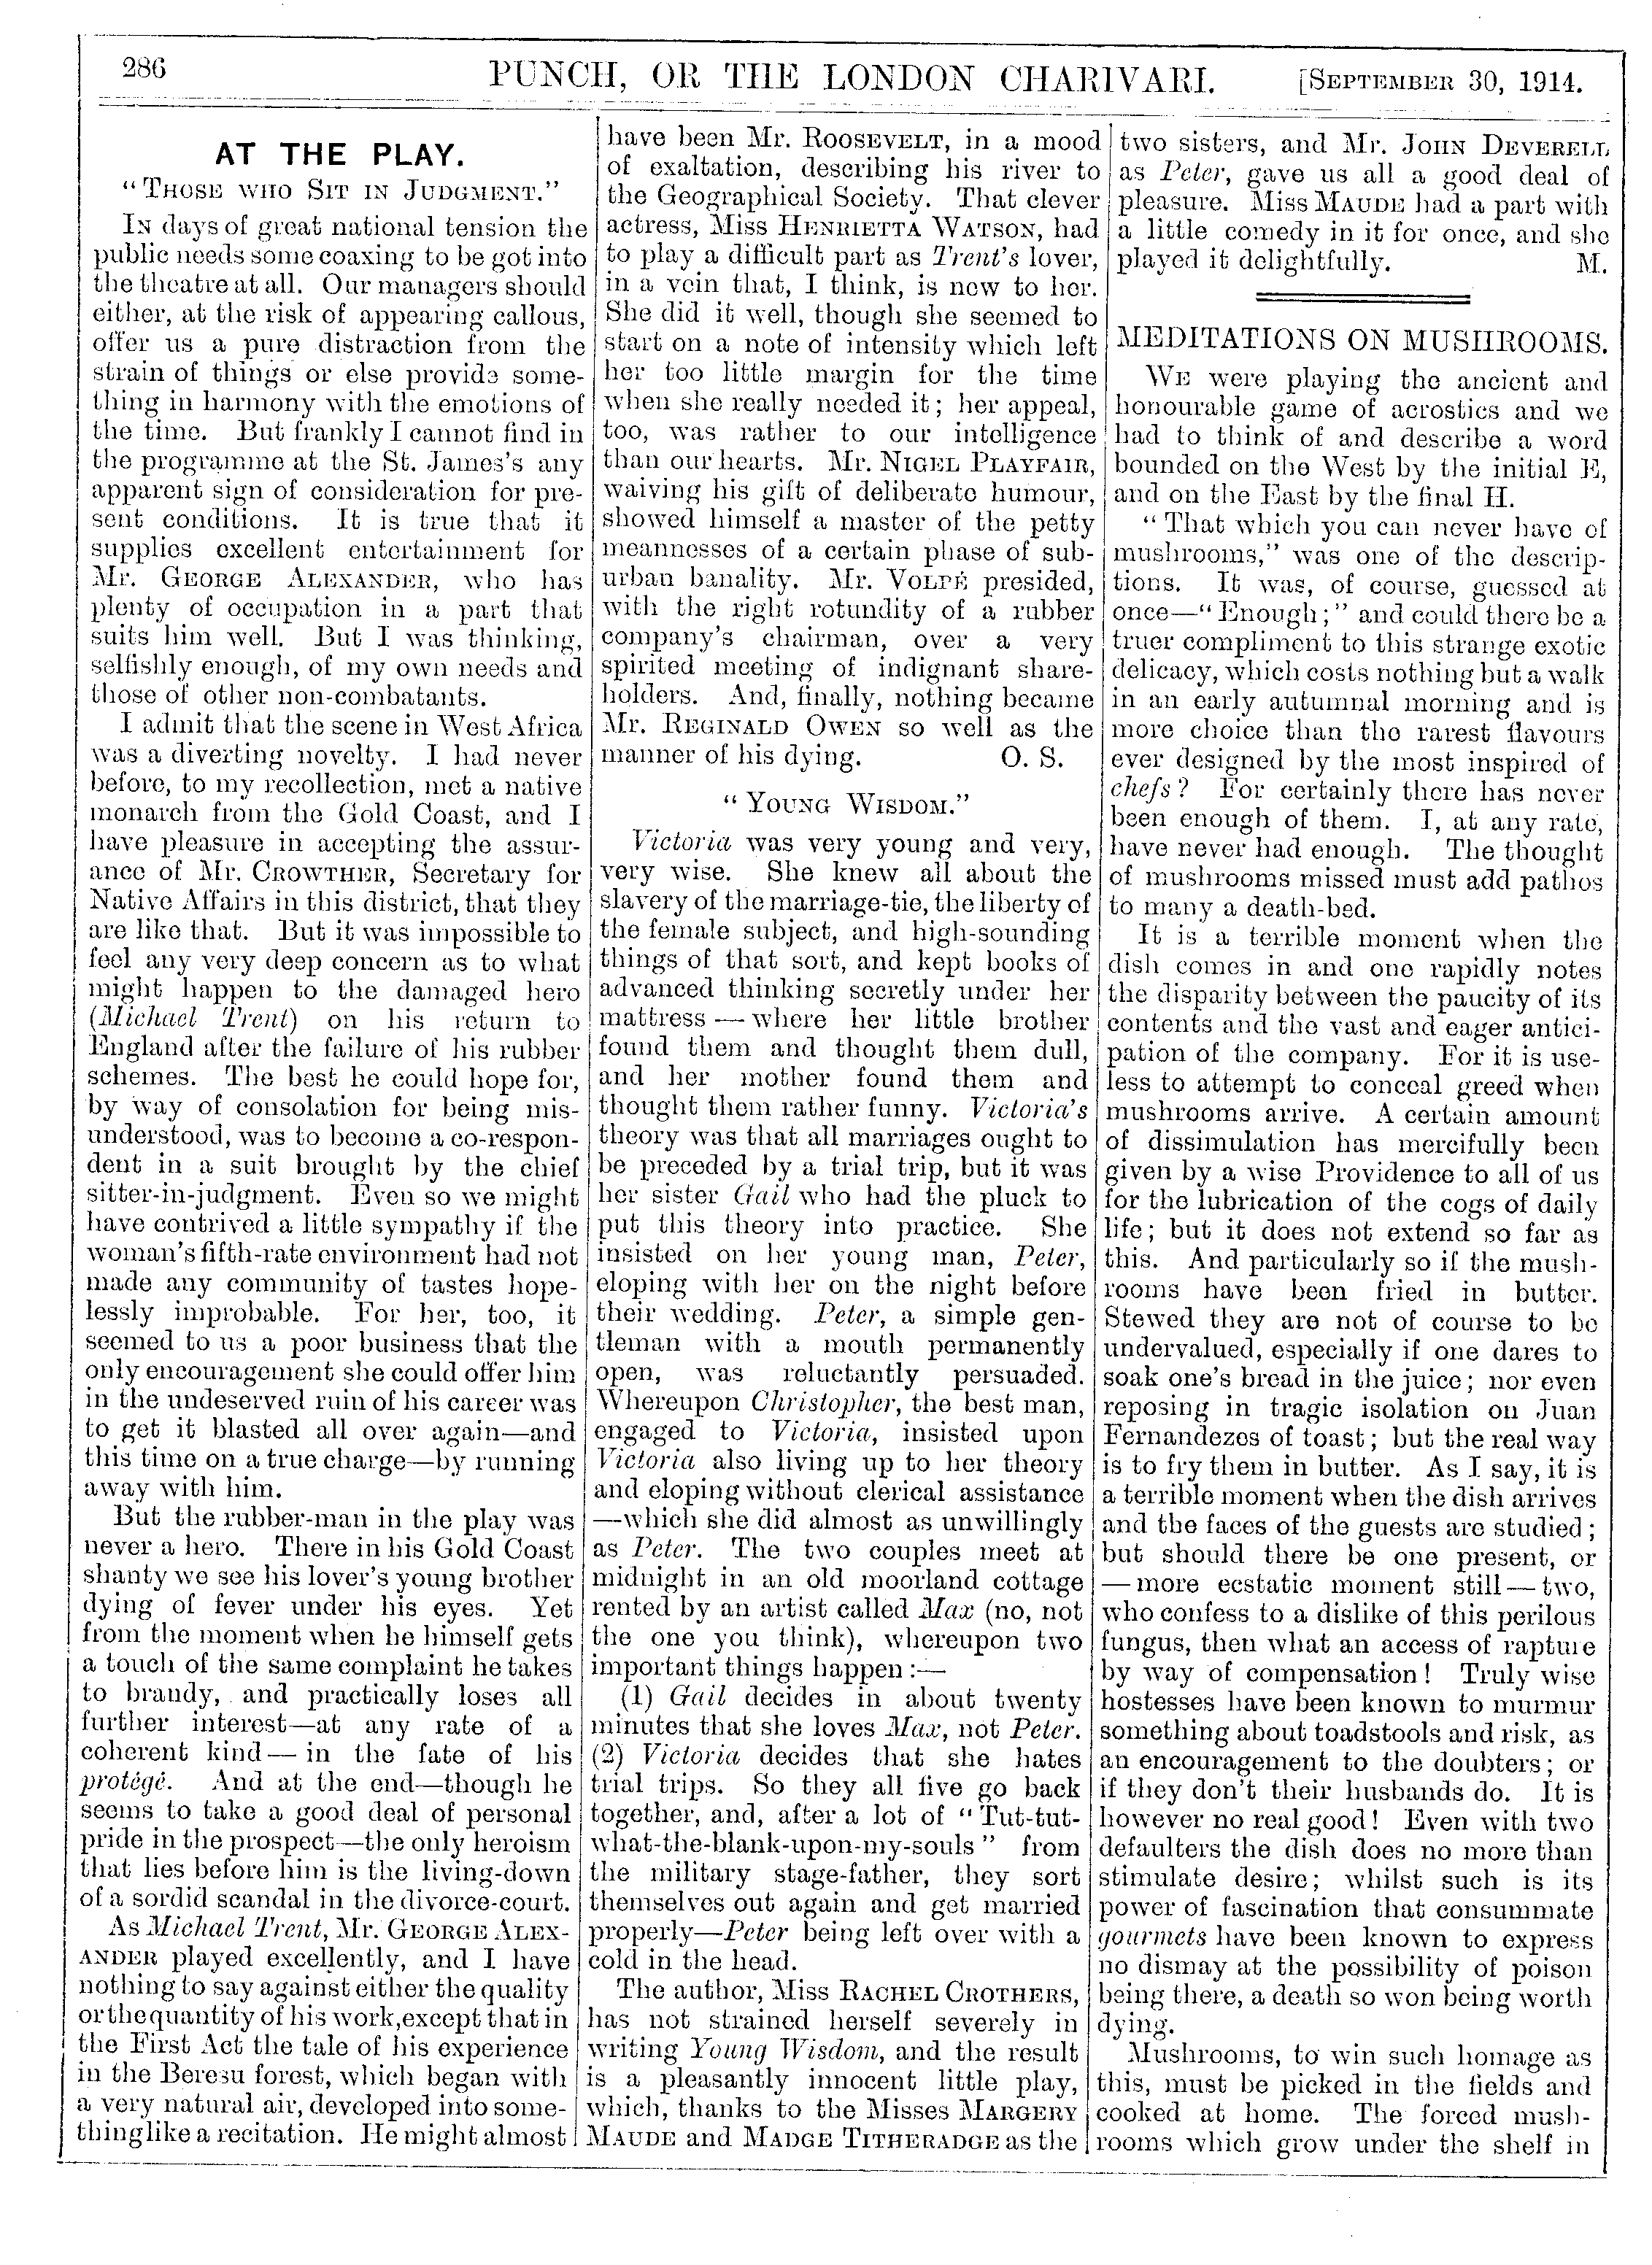 286
PUNCH, OR THE LONDON CHARIVARI.
[SEPTEMBER 30, 1914.
AT THE PLAY.
“THOSE WHO SIT IN JUDGMENT.”
IN days of great national tension the
public needs some coaxing to be got into
the theatre at all. Our managers should
either, at the risk of appearing callous,
offer us a pure distraction from the
strain of things or else provide some-
thing in harmony with the emotions of
the time. But frankly I cannot find in
the programme at the St. James's any
apparent sign of consideration for pre-
sent conditions. It is true that it
supplies excellent entertainment for
Mr. GEORGE ALEXANDER, who has
plenty of occupation in a part that
suits him well. But I was thinking,
selfishly enough, of my own needs and
those of other non-combatants.
I admit that the scene in West Africa
was a diverting novelty. I had never
before, to my recollection, met a native
monarch from the Gold Coast, and I
have pleasure in accepting the assur-
ance of Mr. CROWTHER, Secretary for
Native Affairs in this district, that they
are like that. But it was impossible to
feel any very deep concern as to what
might happen to the damaged hero
(Michael Trent) on his return to
England after the failure of his rubber
schemes. The best he could hope for,
by way of consolation for being mis-
understood, was to become a co-respon-
dent in a suit brought by the chief
sitter-in-judgment. Even so we might
have contrived a little sympathy if the
woman's fifth-rate environment had not
made any community of tastes hope-
lessly improbable. For her, too, it
seemed to us a poor business that the
only encouragement she could offer him
in the undeserved ruin of his career was
to get it blasted all over again—and
this time on a true charge—by running
away with him.
But the rubber-man in the play was
never a hero. There in his Gold Coast
shanty we see his lover's young brother
dying of fever under his eyes. Yet
from the moment when he himself gets
a touch of the same complaint he takes
to brandy, and practically loses all
further interest—at any rate of a
coherent kind—in the fate of his
protégé. And at the end—though he
seems to take a good deal of personal
pride in the prospect—the only heroism
that lies before him is the living-down
of a sordid scandal in the divorce-court.
As Michael Trent, Mr. GEORGE ALEX-
ANDER played excellently, and I have
nothing to say against either the quality
or the quantity of his work, except that in
the First Act the tale of his experience
in the Beresu forest, which began with
a very natural air, developed into some-
thing like a recitation. He might almost
have been Mr. ROOSEVELT, in a mood
of exaltation, describing his river to
the Geographical Society. That clever
actress, Miss HENRIETTA WATSON, had
to play a difficult part as Trent's lover,
in a vein that, I think, is new to her.
She did it well, though she seemed to
start on a note of intensity which left
her too little margin for the time
when she really needed it; her appeal,
too, was rather to our intelligence
than our hearts. Mr. NIGEL PLAYFAIR,
waiving his gift of deliberate humour,
showed himself a master of the petty
meannesses of a certain phase of sub-
urban banality. Mr. VOLPÉ presided,
with the right rotundity of a rubber
company's chairman, over a very
spirited meeting of indignant share-
holders. And, finally, nothing became
Mr. REGINALD OWEN so well as the
manner of his dying. O. S.
“YOUNG WISDOM.”
Victoria was very young and very,
very wise. She knew all about the
slavery of the marriage-tie, the liberty of
the female subject, and high-sounding
things of that sort, and kept books of
advanced thinking secretly under her
mattress—where her little brother
found them and thought them dull,
and her mother found them and
thought them rather funny. Victoria's
theory was that all marriages ought to
be preceded by a trial trip, but it was
her sister Gail who had the pluck to
put this theory into practice. She
insisted on her young man, Peter,
eloping with her on the night before
their wedding. Peter, a simple gen-
tleman with a mouth permanently
open, was reluctantly persuaded.
Whereupon Christopher, the best man,
engaged to Victoria, insisted upon
Victoria also living up to her theory
and eloping without clerical assistance
—which she did almost as unwillingly
as Peter. The two couples meet at
midnight in an old moorland cottage
rented by an artist called Max (no, not
the one you think), whereupon two
important things happen:—
(1) Gail decides in about twenty
minutes that she loves Max, not Peter.
(2) Victoria decides that she hates
trial trips. So they all five go back
together, and, after a lot of “Tut-tut-
what-the-blank-upon-my-souls” from
the military stage-father, they sort
themselves out again and get married
properly—Peter being left over with a
cold in the head.
The author, Miss RACHEL CROTHERS,
has not strained herself severely in
writing Young Wisdom, and the result
is a pleasantly innocent little play,
which, thanks to the Misses MARGERY
MAUDE and MADGE TITHERADGE as the
two sisters, and Mr. JOHN DEVERELL
as Peter, gave us all a good deal of
pleasure. Miss MAUDE had a part with
a little comedy in it for once, and she
played it delightfully. M.
MEDITATIONS ON MUSHROOMS.
WE were playing the ancient and
honourable game of acrostics and we
had to think of and describe a word
bounded on the West by the initial E,
and on the East by the final H.
“That which you can never have of
mushrooms,” was one of the descrip-
tions. It was, of course, guessed at
once—“Enough;” and could there be a
truer compliment to this strange exotic
delicacy, which costs nothing but a walk
in an early autumnal morning and is
more choice than the rarest flavours
ever designed by the most inspired of
chefs? For certainly there has never
been enough of them. I, at any rate,
have never had enough. The thought
of mushrooms missed must add pathos
to many a death-bed.
It is a terrible moment when the
dish comes in and one rapidly notes
the disparity between the paucity of its
contents and the vast and eager antici-
pation of the company. For it is use-
less to attempt to conceal greed when
mushrooms arrive. A certain amount
of dissimulation has mercifully been
given by a wise Providence to all of us
for the lubrication of the cogs of daily
life; but it does not extend so far as
this. And particularly so if the mush-
rooms have been fried in butter.
Stewed they are not of course to be
undervalued, especially if one dares to
soak one's bread in the juice; nor even
reposing in tragic isolation on Juan
Fernandezes of toast; but the real way
is to fry them in butter. As I say, it is
a terrible moment when the dish arrives
and the faces of the guests are studied;
but should there be one present, or
—more ecstatic moment still—two,
who confess to a dislike of this perilous
fungus, then what an access of rapture
by way of compensation! Truly wise
hostesses have been known to murmur
something about toadstools and risk, as
an encouragement to the doubters; or
if they don't their husbands do. It is
however no real good! Even with two
defaulters the dish does no more than
stimulate desire; whilst such is its
power of fascination that consummate
gourmets have been known to express
no dismay at the possibility of poison
being there, a death so won being worth
dying.
Mushrooms, to win such homage as
this, must be picked in the fields and
cooked at home. The forced mush-
rooms which grow under the shelf in